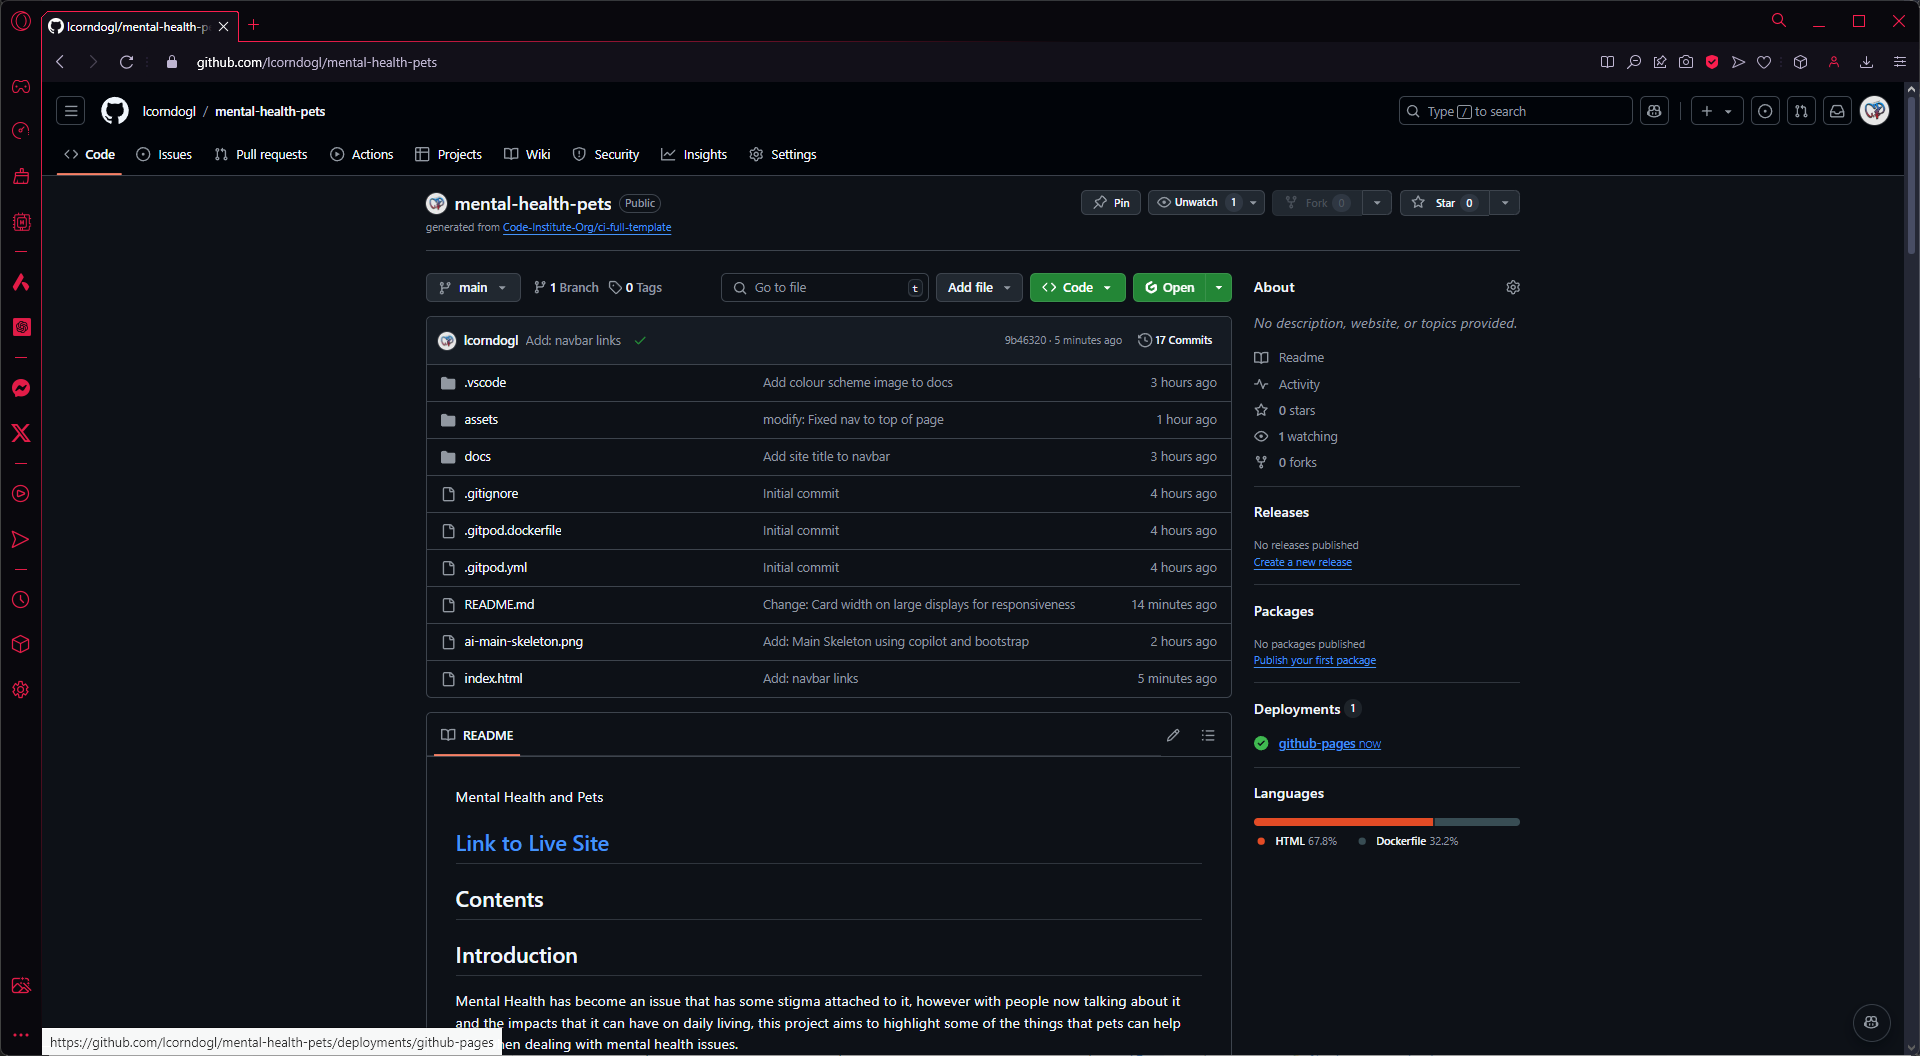 lcorndogl/mental-health-p
github.com/lcorndogl/mental-health-pets
lcorndogl / mental-health-pets
Type / to search
Code
Issues
Pull requests
Actions
Projects
Wiki
Security
Insights
Settings
mental-health-pets Public
generated from Code-Institute-Org/ci-full-template
Pin
Unwatch 1
Fork 0
Star 0
main
1 Branch
0 Tags
Go to file t
Add file
Code
Open
lcorndogl Add: navbar links 9b46320 · 5 minutes ago 17 Commits
.vscode Add colour scheme image to docs 3 hours ago
assets modify: Fixed nav to top of page 1 hour ago
docs Add site title to navbar 3 hours ago
.gitignore Initial commit 4 hours ago
.gitpod.dockerfile Initial commit 4 hours ago
.gitpod.yml Initial commit 4 hours ago
README.md Change: Card width on large displays for responsiveness 14 minutes ago
ai-main-skeleton.png Add: Main Skeleton using copilot and bootstrap 2 hours ago
index.html Add: navbar links 5 minutes ago
README
Mental Health and Pets
Link to Live Site
Contents
Introduction
Mental Health has become an issue that has some stigma attached to it, however with people now talking about it
and the impacts that it can have on daily living, this project aims to highlight some of the things that pets can help
dealing with mental health issues.
About
No description, website, or topics provided.
Readme
Activity
0 stars
1 watching
0 forks
Releases
No releases published
Create a new release
Packages
No packages published
Publish your first package
Deployments 1
github-pages now
Languages
HTML 67.8%
Dockerfile 32.2%
https://github.com/lcorndogl/mental-health-pets/deployments/github-pages